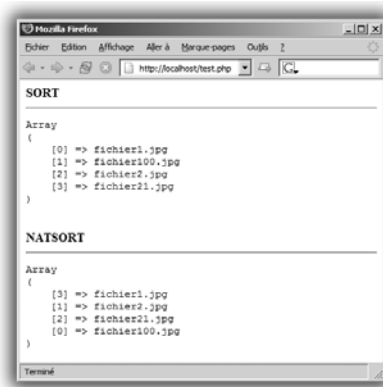 Mozilla Firefox
Fichier Edition Affichage Aller à Marque-pages Outils ?
http://localhost/test.php
SORT
Array
(
[0] => fichier1.jpg
[1] => fichier100.jpg
[2] => fichier2.jpg
[3] => fichier21.jpg
)
NATSORT
Array
(
[3] => fichier1.jpg
[1] => fichier2.jpg
[2] => fichier21.jpg
[0] => fichier100.jpg
)
Terminé